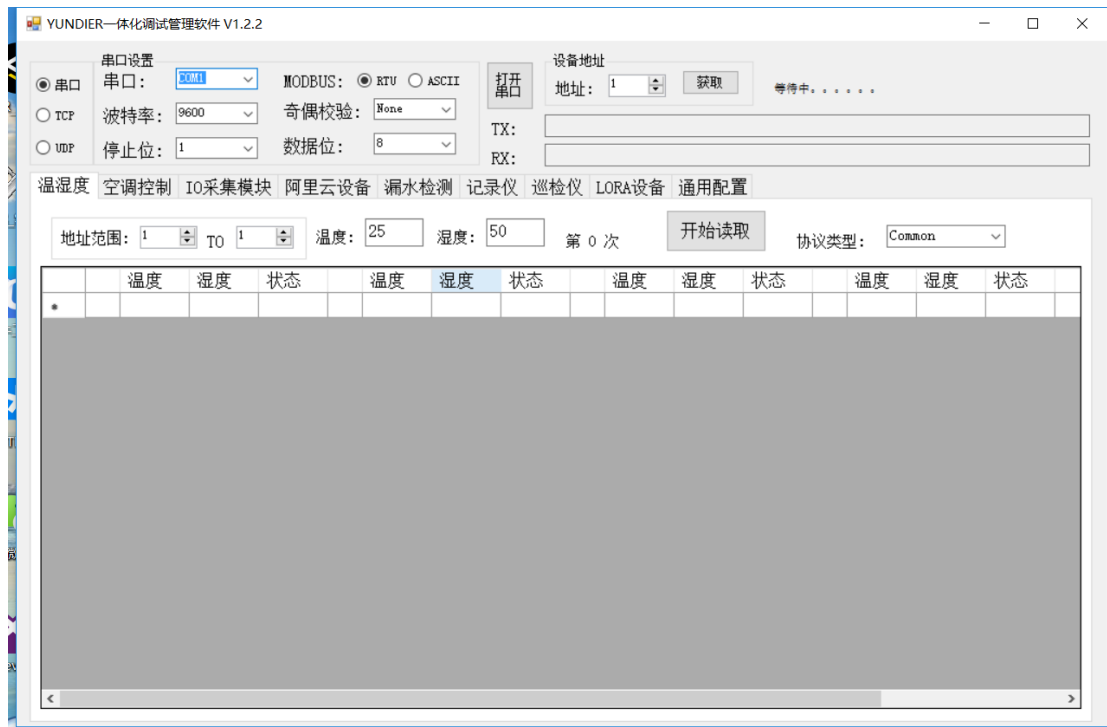 YUNDIER一体化调试管理软件 V1.2.2
串口设置
设备地址
串口
串口:
COM1
MODBUS:
RTU
ASCII
打开串口
地址:
1
获取
等待中。。。。。。
TCP
波特率:
9600
奇偶校验:
None
TX:
UDP
停止位:
1
数据位:
8
RX:
温湿度 空调控制 IO采集模块 阿里云设备 漏水检测 记录仪 巡检仪 LORA设备 通用配置
地址范围: 1 TO 1 温度: 25 湿度: 50 第 0 次 开始读取 协议类型: Common
温度 湿度 状态 温度 湿度 状态 温度 湿度 状态 温度 湿度 状态
*